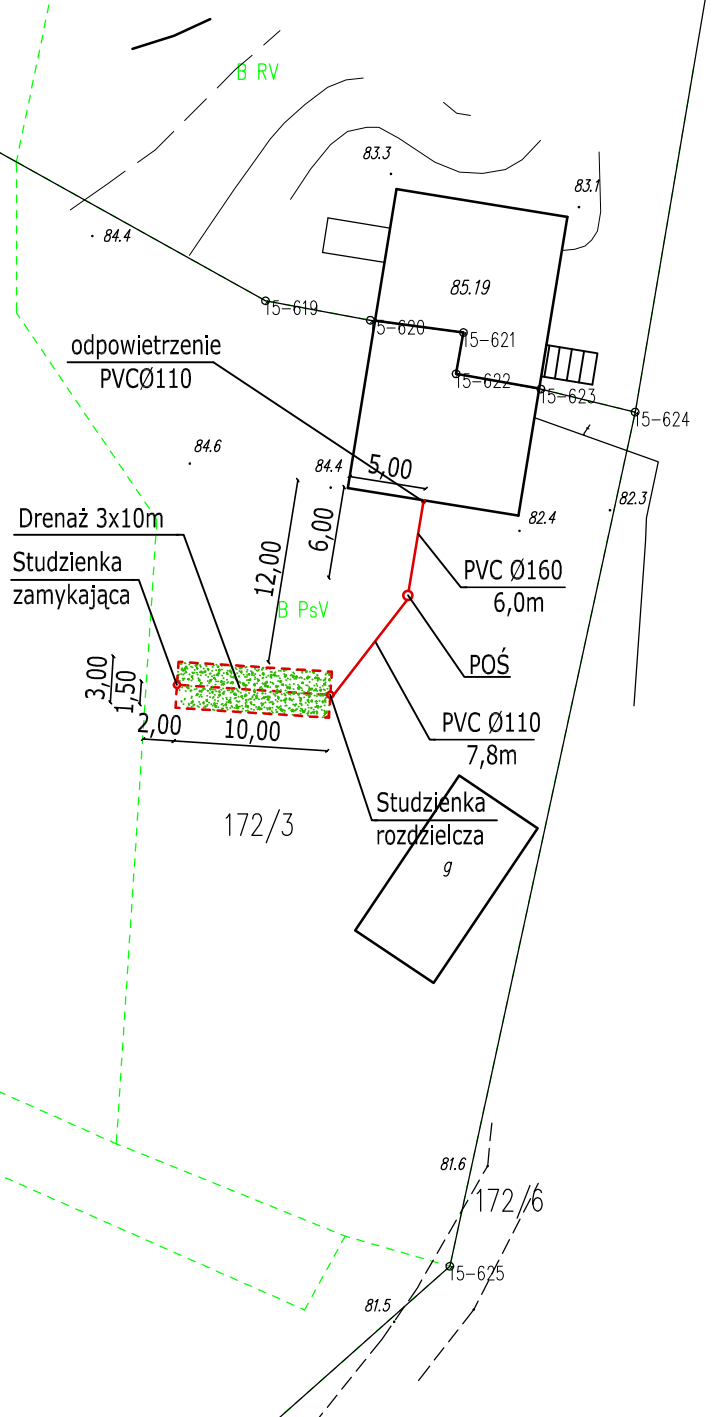 B RV
83.3
83.1
84.4
85.19
15-619
15-620
15-621
odpowietrzenie
PVCØ110
15-622
15-623
15-624
84.6
84.4
5,00
82.3
82.4
6,00
12,00
Drenaż 3x10m
Studzienka
zamykająca
PVC Ø160
6,0m
B PsV
POŚ
3,00
1,50
2,00
10,00
PVC Ø110
7,8m
172/3
Studzienka
rozdzielcza
g
81.6
172/6
15-625
81.5
t